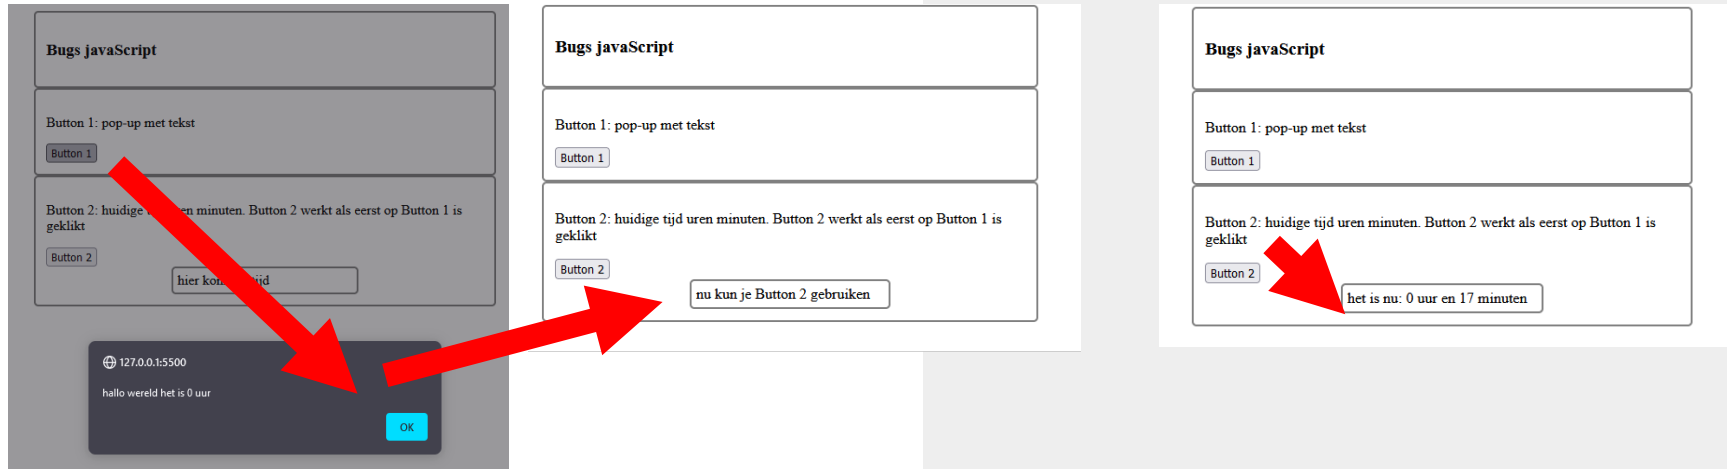 Bugs javaScript
Button 1: pop-up met tekst
Button 1
Button 2: huidige en minuten. Button 2 werkt als eerst op Button 1 is
geklikt
Button 2
hier kon ijd
127.0.0.1:5500
hallo wereld het is 0 uur
OK
Bugs javaScript
Button 1: pop-up met tekst
Button 1
Button 2: huidige tijd uren minuten. Button 2 werkt als eerst op Button 1 is
geklikt
Button 2
nu kun je Button 2 gebruiken
Bugs javaScript
Button 1: pop-up met tekst
Button 1
Button 2: huidige tijd uren minuten. Button 2 werkt als eerst op Button 1 is
geklikt
Button 2
het is nu: 0 uur en 17 minuten